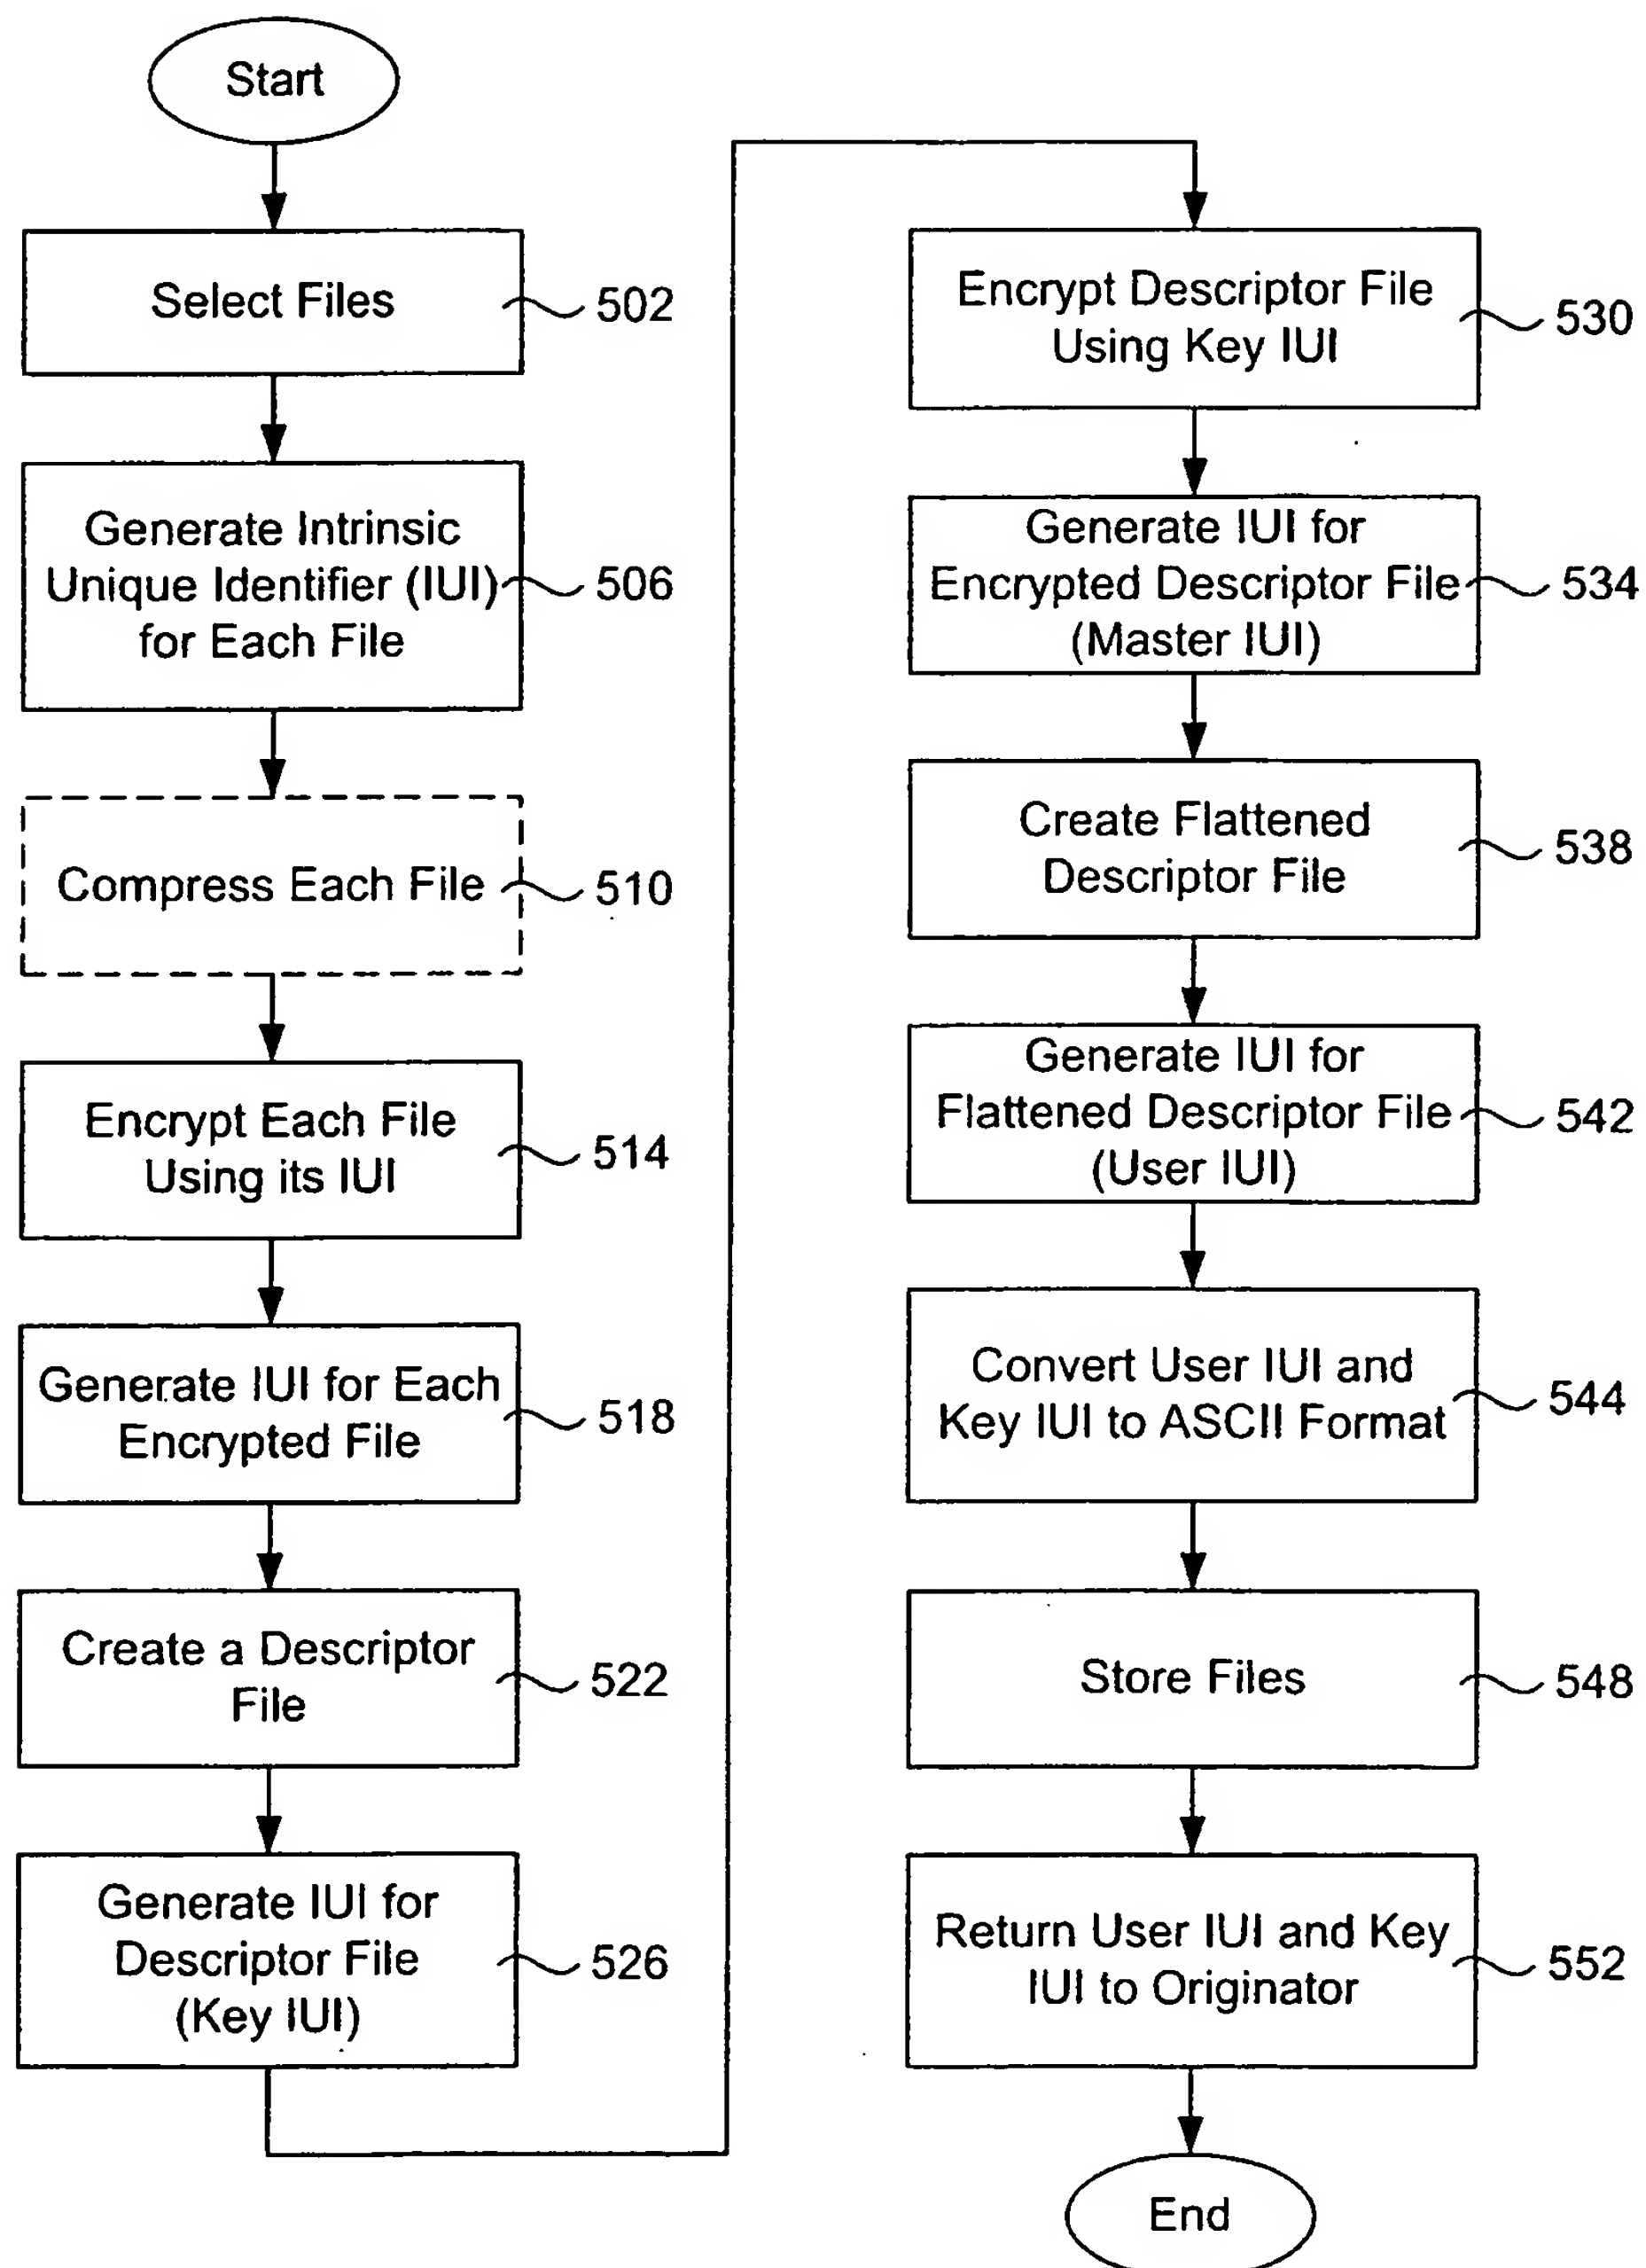 Start
Select Files
502
Generate Intrinsic
Unique Identifier (IUI)
for Each File
506
Compress Each File
510
Encrypt Each File
Using its IUI
514
Generate IUI for Each
Encrypted File
518
Create a Descriptor
File
522
Generate IUI for
Descriptor File
(Key IUI)
526
Encrypt Descriptor File
Using Key IUI
530
Generate IUI for
Encrypted Descriptor File
(Master IUI)
534
Create Flattened
Descriptor File
538
Generate IUI for
Flattened Descriptor File
(User IUI)
542
Convert User IUI and
Key IUI to ASCII Format
544
Store Files
548
Return User IUI and Key
IUI to Originator
552
End